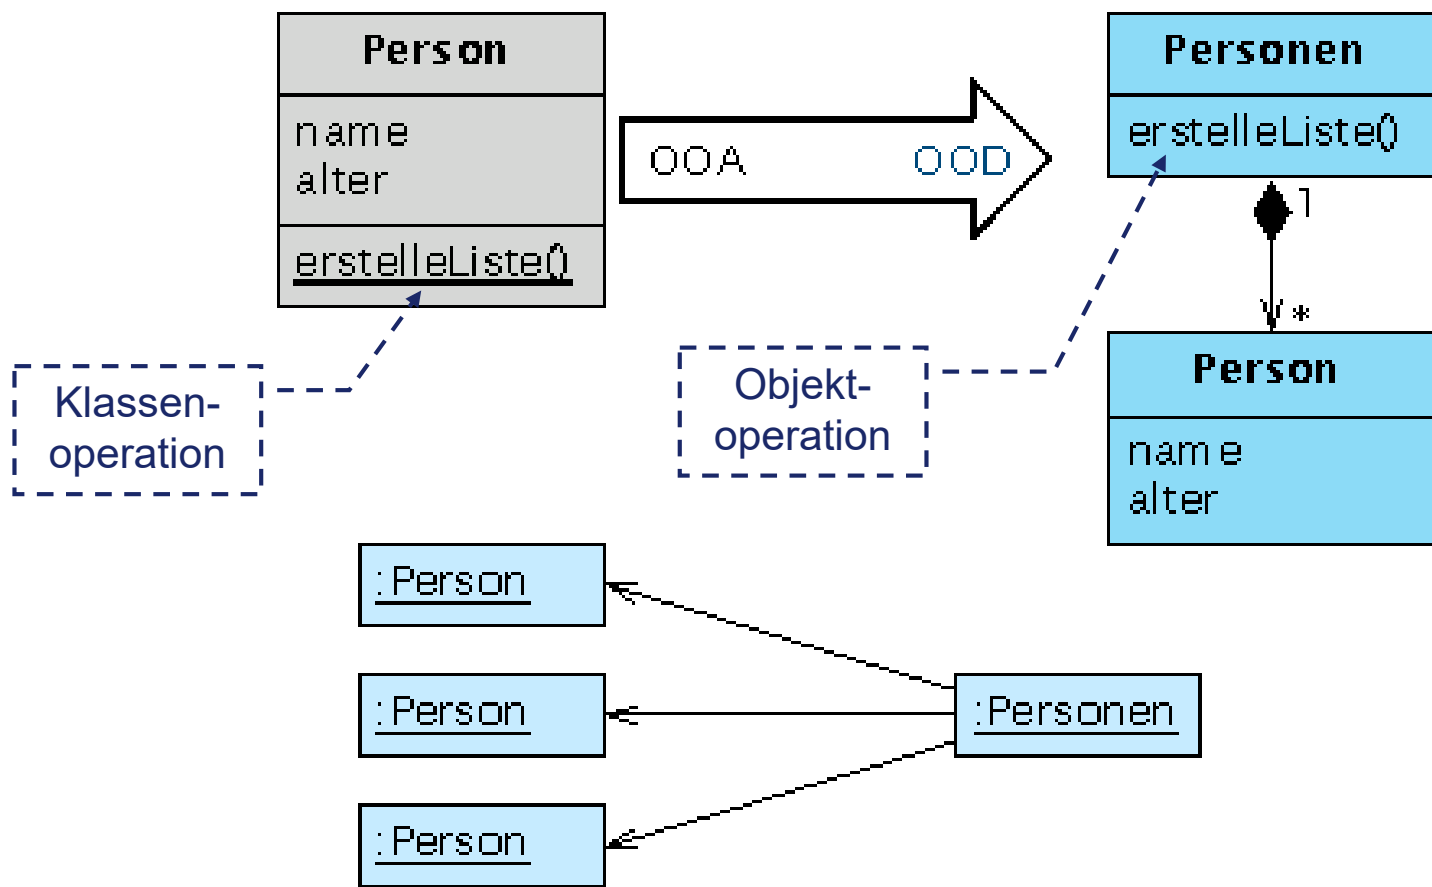 Person
name
alter
erstelleListe()
OOA
OOD
Personen
erstelleListe()
1
*
Person
name
alter
Klassen-
operation
Objekt-
operation
:Person
:Person
:Person
:Personen